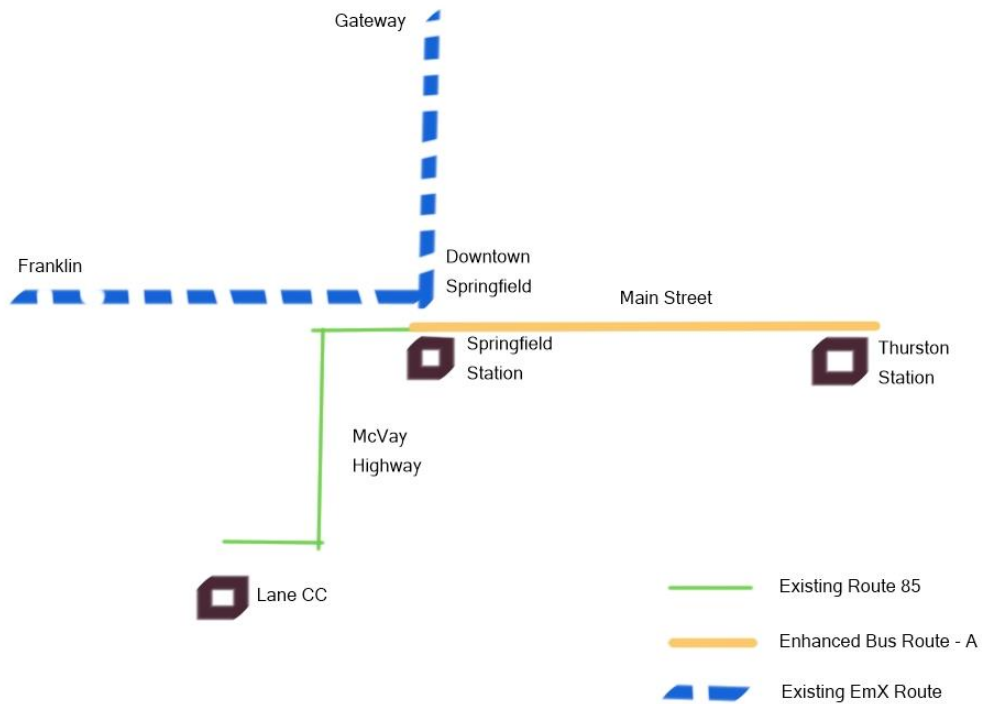 Gateway
Franklin
Downtown
Springfield
Main Street
Springfield
Station
Thurston
Station
McVay
Highway
Lane CC
Existing Route 85
Enhanced Bus Route - A
Existing EmX Route